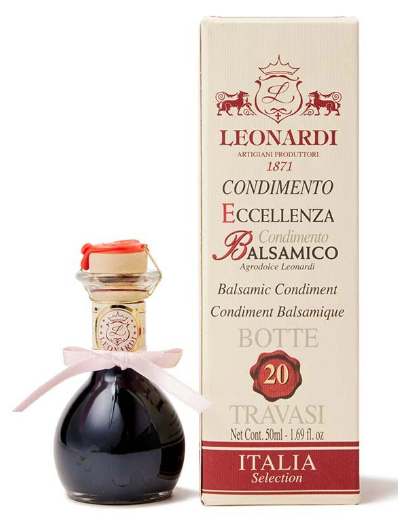 L
LEONARDI
ARTIGIANI PRODUTTORI
1871
CONDIMENTO
ECCELLENZA
Condimento
BALSAMICO
Agrodolce Leonardi
Balsamic Condiment
Condiment Balsamique
BOTTE
20
TRAVASI
Net Cont. 50ml - 1.69 fl. oz
ITALIA
Selection
L
LEONARDI